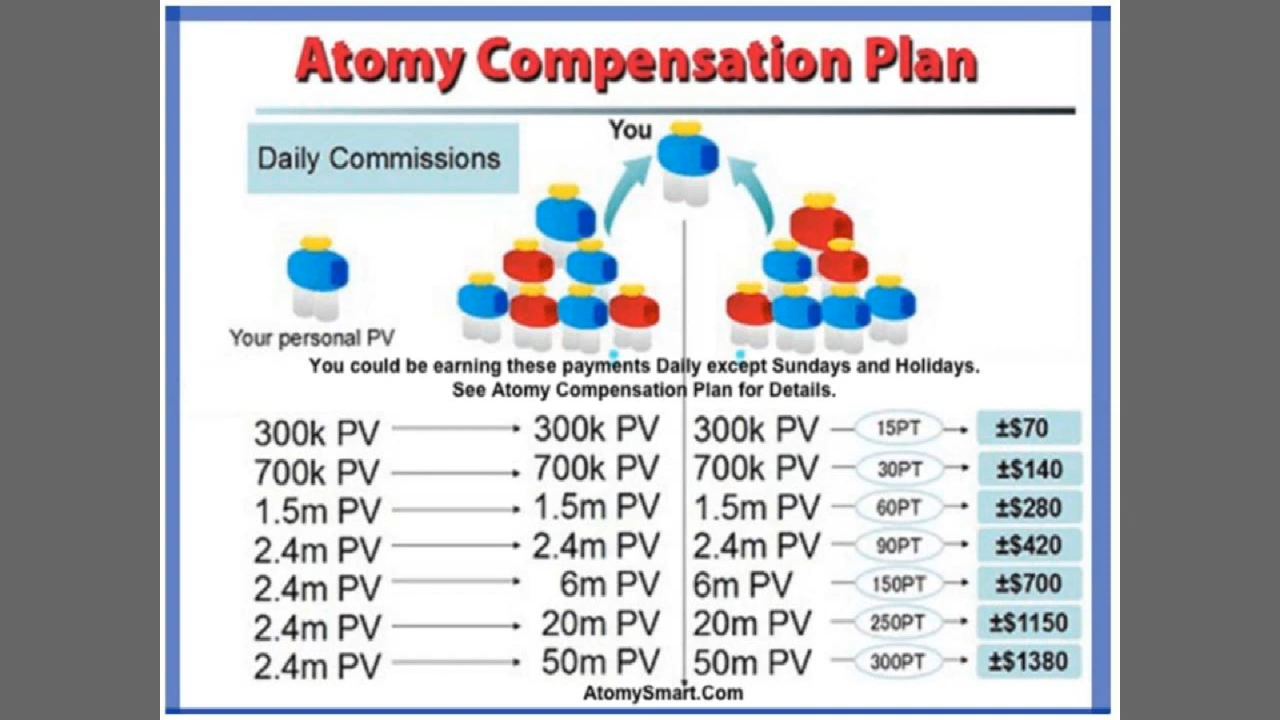 Atomy Compensation Plan
You
Daily Commissions
Your personal PV
You could be earning these payments Daily except Sundays and Holidays.
See Atomy Compensation Plan for Details.
300k PV 300k PV 300k PV 15PT ±$70
700k PV 700k PV 700k PV 30PT ±$140
1.5m PV 1.5m PV 1.5m PV 60PT ±$280
2.4m PV 2.4m PV 2.4m PV 90PT ±$420
2.4m PV 6m PV 6m PV 150PT ±$700
2.4m PV 20m PV 20m PV 250PT ±$1150
2.4m PV 50m PV 50m PV 300PT ±$1380
AtomySmart.Com